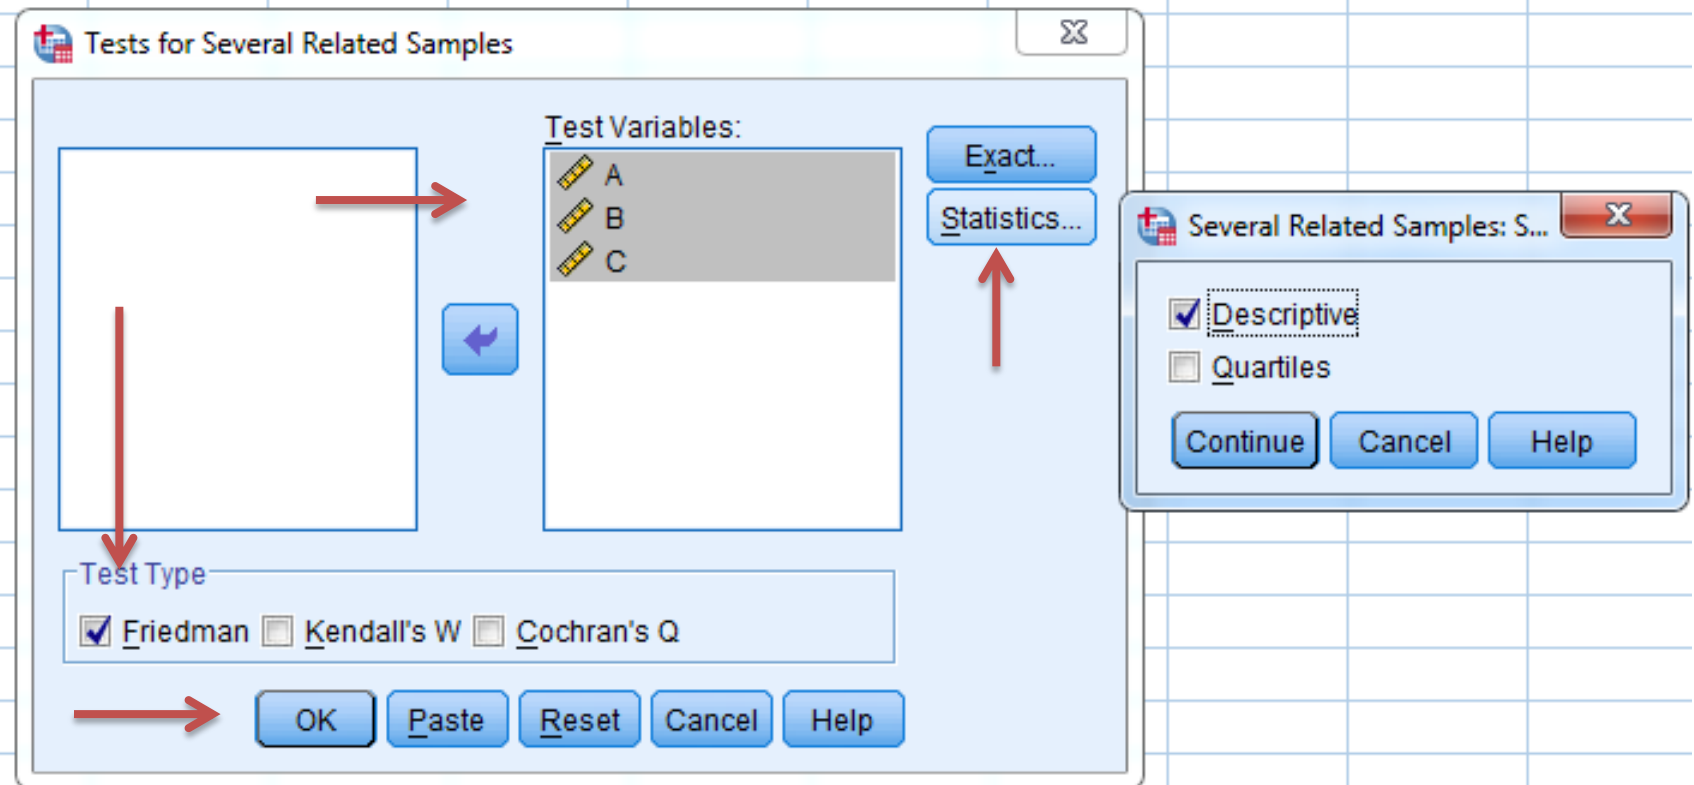 Tests for Several Related Samples
Test Variables:
A
B
C
Exact...
Statistics...
Test Type
Friedman Kendall's W Cochran's Q
OK Paste Reset Cancel Help
Several Related Samples: S...
Descriptive
Quartiles
Continue Cancel Help